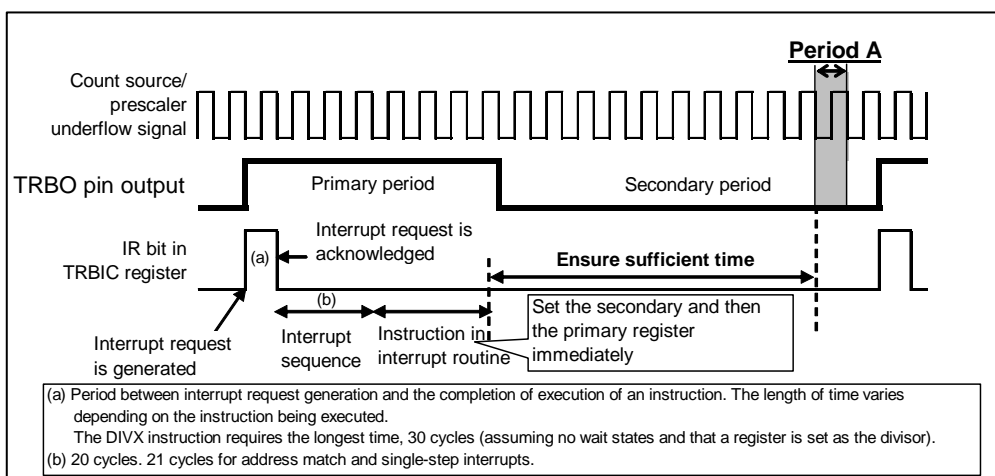 Period A
Count source/
prescaler
underflow signal
TRBO pin output
Primary period
Secondary period
IR bit in
TRBIC register
(a)
Interrupt request is
acknowledged
Ensure sufficient time
(b)
Interrupt request
is generated
Interrupt
sequence
Instruction in
interrupt routine
Set the secondary and then
the primary register
immediately
(a) Period between interrupt request generation and the completion of execution of an instruction. The length of time varies
depending on the instruction being executed.
The DIVX instruction requires the longest time, 30 cycles (assuming no wait states and that a register is set as the divisor).
(b) 20 cycles. 21 cycles for address match and single-step interrupts.